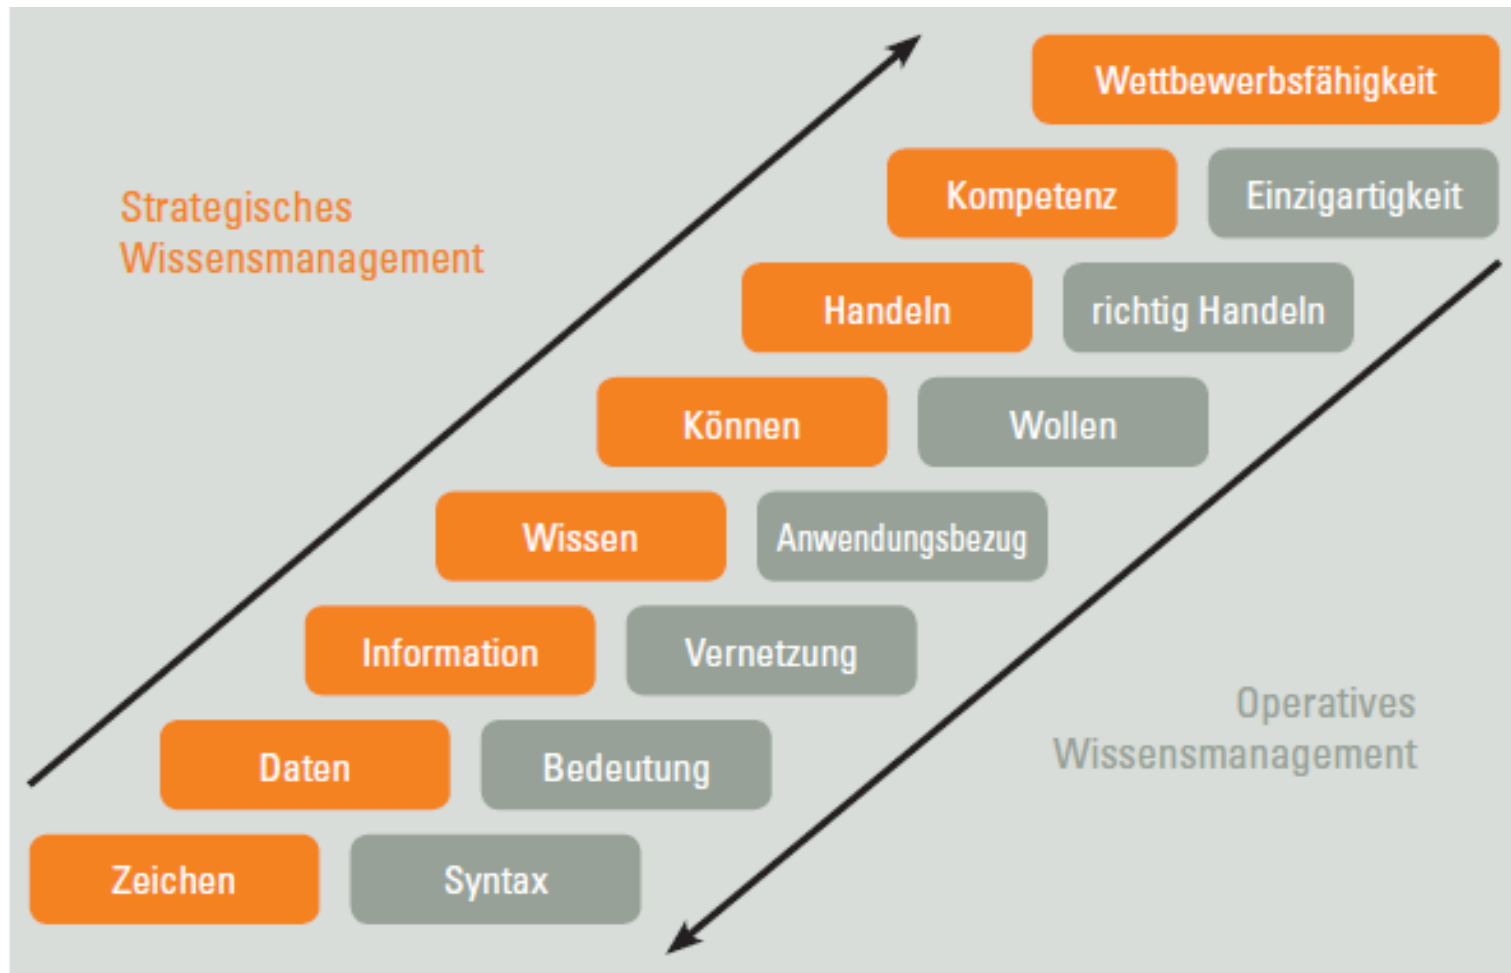 Wettbewerbsfähigkeit
Kompetenz Einzigartigkeit
Strategisches
Wissensmanagement
Handeln richtig Handeln
Können Wollen
Wissen Anwendungsbezug
Information Vernetzung
Operatives
Wissensmanagement
Daten Bedeutung
Zeichen Syntax